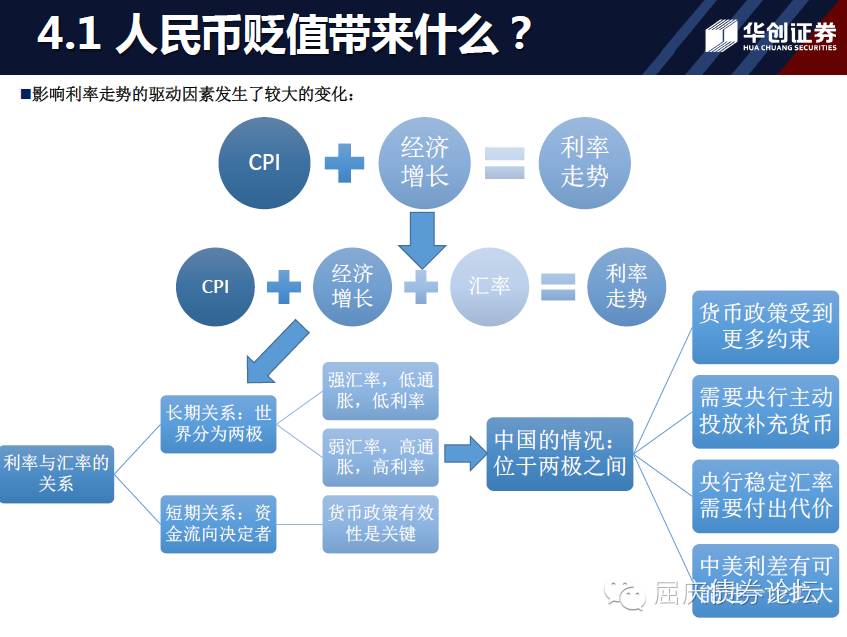 4.1 人民币贬值带来什么？
华创证券
HUA CHUANG SECURITIES
■影响利率走势的驱动因素发生了较大的变化：
CPI
经济
增长
利率
走势
CPI
经济
增长
汇率
利率
走势
利率与汇率的
关系
长期关系：世
界分为两极
短期关系：资
金流向决定者
强汇率，低通
胀，低利率
弱汇率，高通
胀，高利率
货币政策有效
性是关键
中国的情况：
位于两极之间
货币政策受到
更多约束
需要央行主动
投放补充货币
央行稳定汇率
需要付出代价
中美利差有可
大
屈庆债券论坛